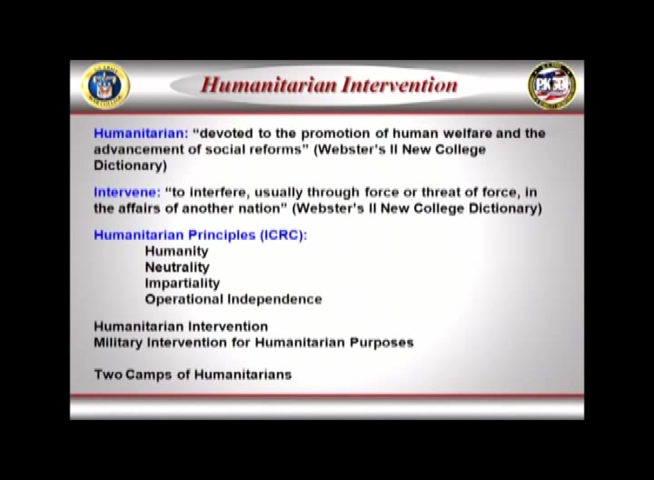 Humanitarian Intervention
PKSOI
Humanitarian: “devoted to the promotion of human welfare and the
advancement of social reforms” (Webster’s II New College
Dictionary)
Intervene: “to interfere, usually through force or threat of force, in
the affairs of another nation” (Webster’s II New College Dictionary)
Humanitarian Principles (ICRC):
Humanity
Neutrality
Impartiality
Operational Independence
Humanitarian Intervention
Military Intervention for Humanitarian Purposes
Two Camps of Humanitarians